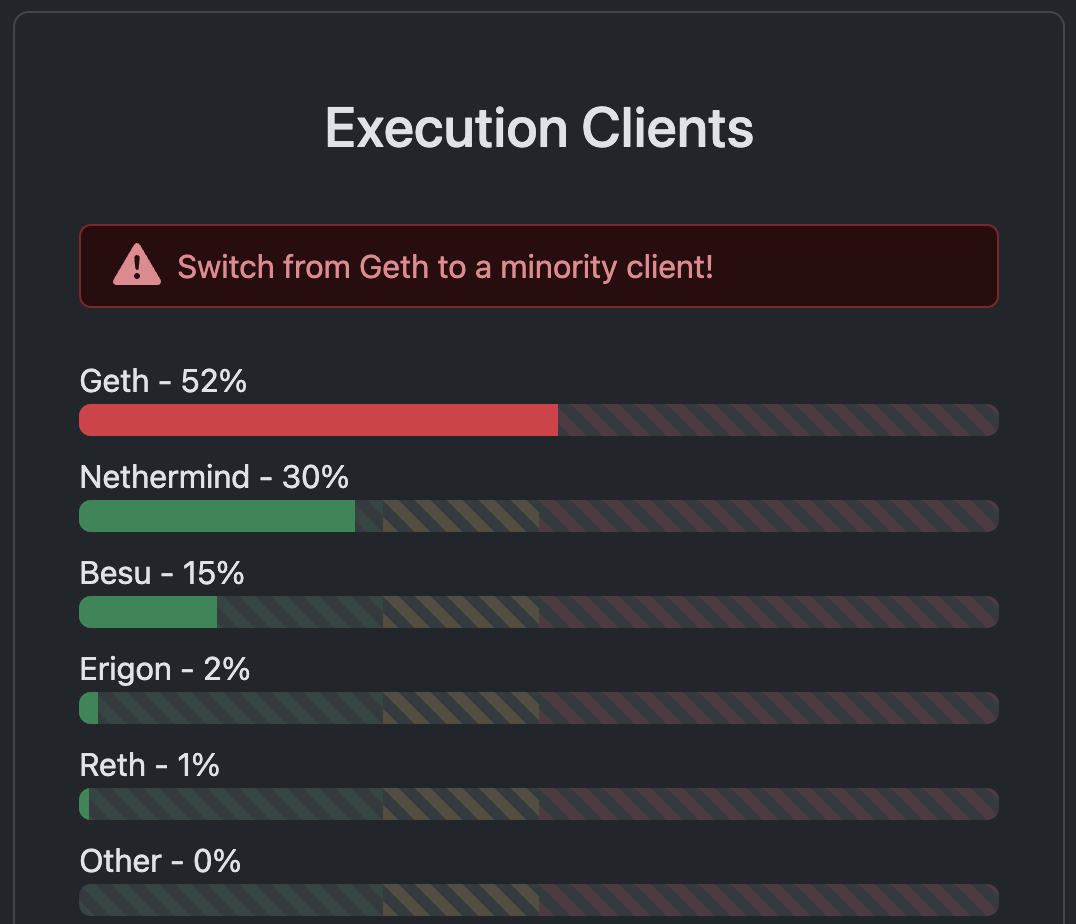 Execution Clients
Switch from Geth to a minority client!
Geth - 52%
Nethermind - 30%
Besu - 15%
Erigon - 2%
Reth - 1%
Other - 0%